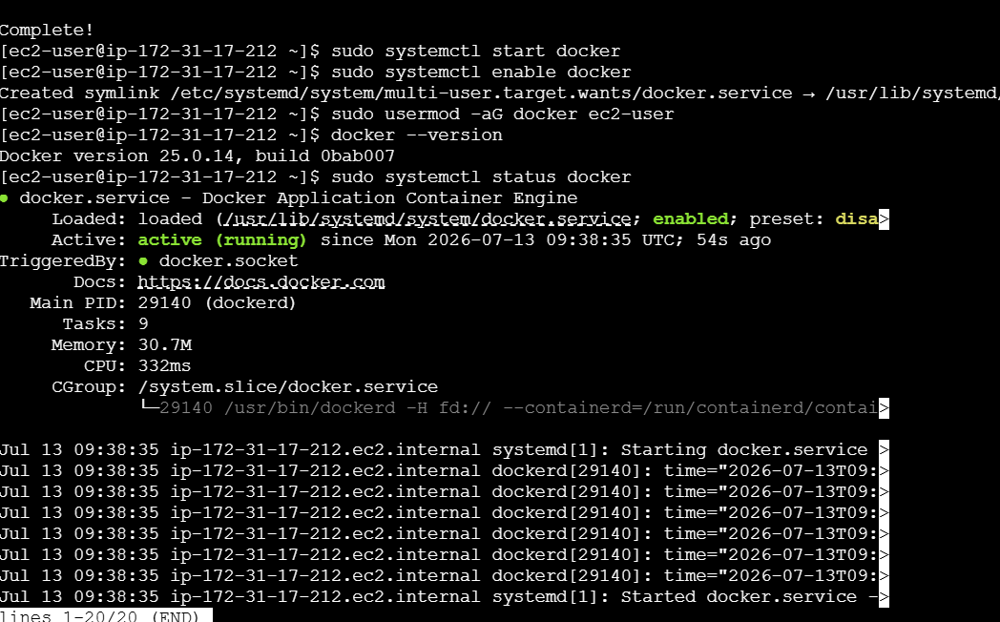 Complete!
[ec2-user@ip-172-31-17-212 ~]$ sudo systemctl start docker
[ec2-user@ip-172-31-17-212 ~]$ sudo systemctl enable docker
Created symlink /etc/systemd/system/multi-user.target.wants/docker.service → /usr/lib/systemd/
[ec2-user@ip-172-31-17-212 ~]$ sudo usermod -aG docker ec2-user
[ec2-user@ip-172-31-17-212 ~]$ docker --version
Docker version 25.0.14, build 0bab007
[ec2-user@ip-172-31-17-212 ~]$ sudo systemctl status docker
● docker.service - Docker Application Container Engine
Loaded: loaded (/usr/lib/systemd/system/docker.service; enabled; preset: disa>
Active: active (running) since Mon 2026-07-13 09:38:35 UTC; 54s ago
TriggeredBy: ● docker.socket
Docs: https://docs.docker.com
Main PID: 29140 (dockerd)
Tasks: 9
Memory: 30.7M
CPU: 332ms
CGroup: /system.slice/docker.service
└─29140 /usr/bin/dockerd -H fd:// --containerd=/run/containerd/contai>
Jul 13 09:38:35 ip-172-31-17-212.ec2.internal systemd[1]: Starting docker.service >
Jul 13 09:38:35 ip-172-31-17-212.ec2.internal dockerd[29140]: time="2026-07-13T09:>
Jul 13 09:38:35 ip-172-31-17-212.ec2.internal dockerd[29140]: time="2026-07-13T09:>
Jul 13 09:38:35 ip-172-31-17-212.ec2.internal dockerd[29140]: time="2026-07-13T09:>
Jul 13 09:38:35 ip-172-31-17-212.ec2.internal dockerd[29140]: time="2026-07-13T09:>
Jul 13 09:38:35 ip-172-31-17-212.ec2.internal dockerd[29140]: time="2026-07-13T09:>
Jul 13 09:38:35 ip-172-31-17-212.ec2.internal dockerd[29140]: time="2026-07-13T09:>
Jul 13 09:38:35 ip-172-31-17-212.ec2.internal systemd[1]: Started docker.service ->
lines 1-20/20 (END)